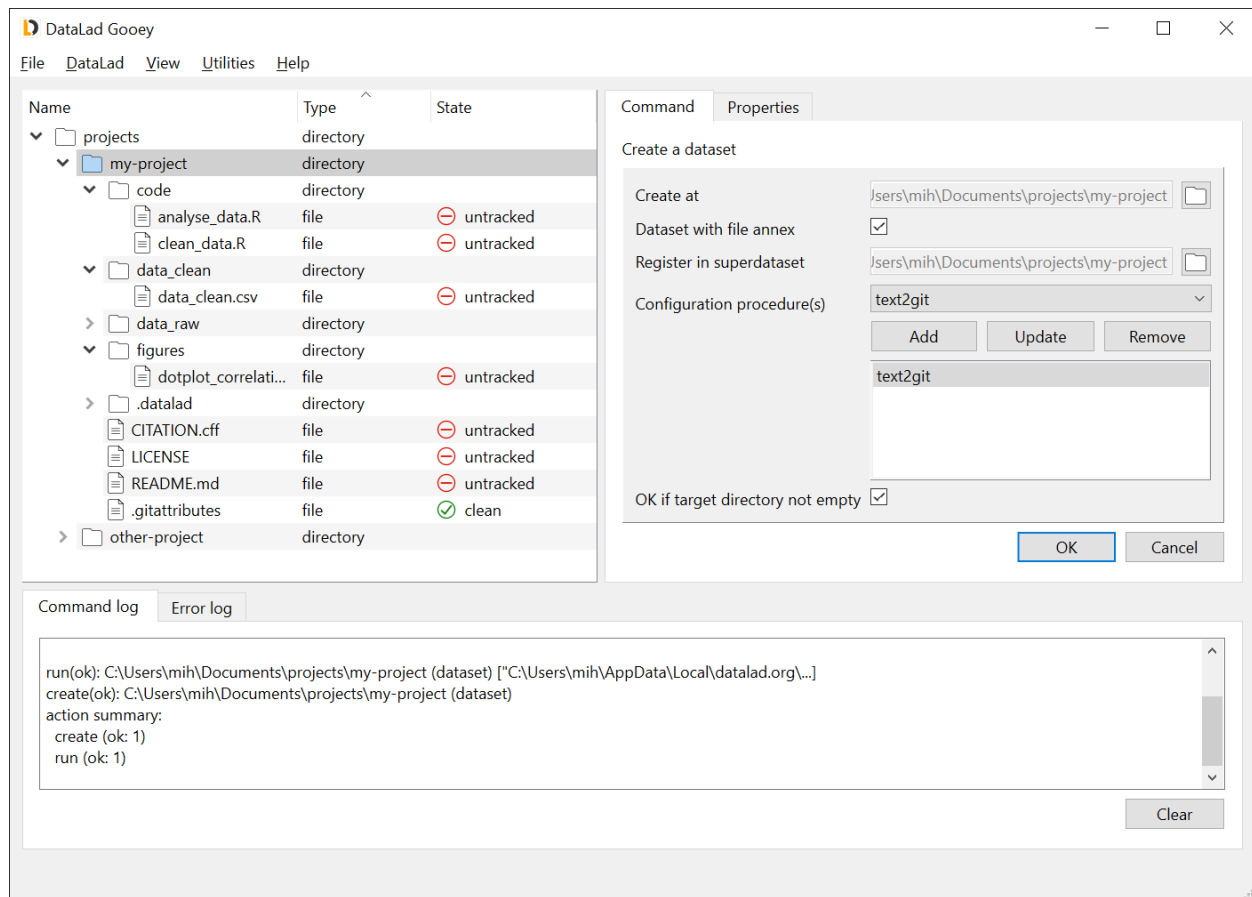 DataLad Gooey
File DataLad View Utilities Help
Name Type State
projects directory
my-project directory
code directory
analyse_data.R file untracked
clean_data.R file untracked
data_clean directory
data_clean.csv file untracked
data_raw directory
figures directory
dotplot_correlati... file untracked
.datalad directory
CITATION.cff file untracked
LICENSE file untracked
README.md file untracked
.gitattributes file clean
other-project directory
Command Properties
Create a dataset
Create at Jsers\mih\Documents\projects\my-project
Dataset with file annex
Register in superdataset Jsers\mih\Documents\projects\my-project
Configuration procedure(s) text2git
Add Update Remove
text2git
OK if target directory not empty
OK Cancel
Command log Error log
run(ok): C:\Users\mih\Documents\projects\my-project (dataset) ["C:\Users\mih\AppData\Local\datalad.org\...]
create(ok): C:\Users\mih\Documents\projects\my-project (dataset)
action summary:
create (ok: 1)
run (ok: 1)
Clear